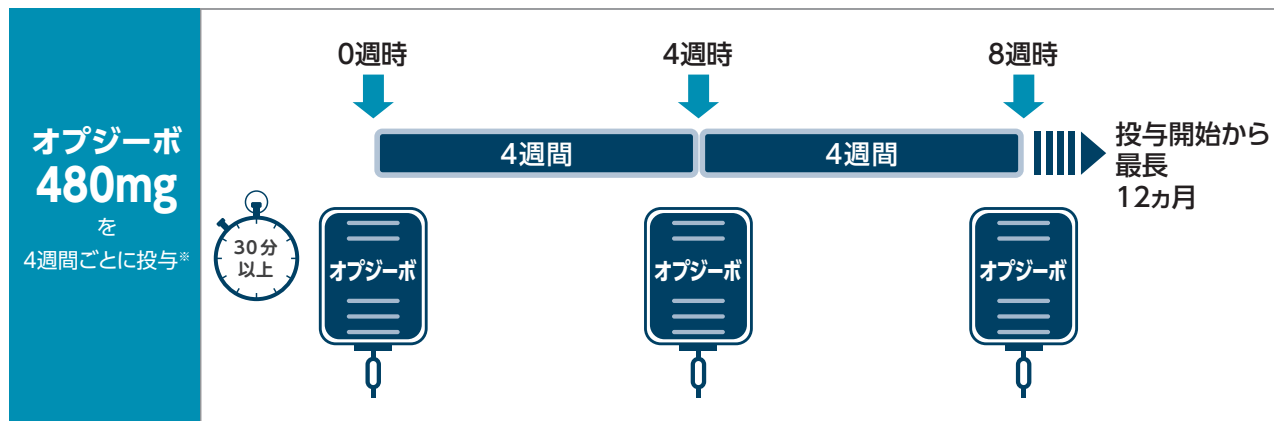 オプジーボ
480mg
を
4週間ごとに投与※
0週時
4週時
8週時
4週間
4週間
投与開始から
最長
12ヵ月
30分
以上
オプジーボ
オプジーボ
オプジーボ